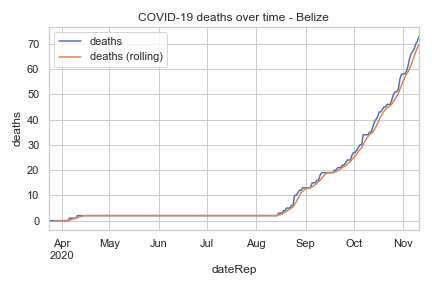 COVID-19 deaths over time - Belize
deaths
deaths (rolling)
70
60
50
40
30
20
10
0
deaths
Apr May Jun Jul Aug Sep Oct Nov
2020
dateRep